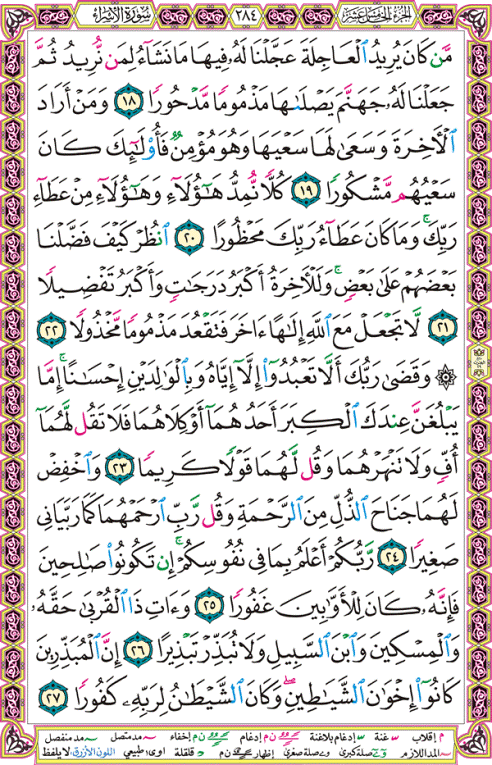 الجزء الخامس عشر
٢٨٤
سورة الإسراء
مَّن كَانَ يُرِيدُ ٱلْعَاجِلَةَ عَجَّلْنَا لَهُۥ فِيهَا مَا نَشَآءُ لِمَن نُّرِيدُ ثُمَّ
جَعَلْنَا لَهُۥ جَهَنَّمَ يَصْلَىٰهَا مَذْمُومًا مَّدْحُورًا ١٨ وَمَنْ أَرَادَ
ٱلْـَٔاخِرَةَ وَسَعَىٰ لَهَا سَعْيَهَا وَهُوَ مُؤْمِنٌ فَأُو۟لَـٰٓئِكَ كَانَ
سَعْيُهُم مَّشْكُورًا ١٩ كُلًّا نُّمِدُّ هَـٰٓؤُلَآءِ وَهَـٰٓؤُلَآءِ مِنْ عَطَآءِ
رَبِّكَ ۚ وَمَا كَانَ عَطَآءُ رَبِّكَ مَحْظُورًا ٢٠ ٱنظُرْ كَيْفَ فَضَّلْنَا
بَعْضَهُمْ عَلَىٰ بَعْضٍ ۚ وَلَلْـَٔاخِرَةُ أَكْبَرُ دَرَجَـٰتٍ وَأَكْبَرُ تَفْضِيلًا
٢١ لَّا تَجْعَلْ مَعَ ٱللَّهِ إِلَـٰهًا ءَاخَرَ فَتَقْعُدَ مَذْمُومًا مَّخْذُولًا ٢٢
۞ وَقَضَىٰ رَبُّكَ أَلَّا تَعْبُدُوٓا۟ إِلَّآ إِيَّاهُ وَبِٱلْوَٰلِدَيْنِ إِحْسَـٰنًا ۚ إِمَّا
يَبْلُغَنَّ عِندَكَ ٱلْكِبَرَ أَحَدُهُمَآ أَوْ كِلَاهُمَا فَلَا تَقُل لَّهُمَآ
أُفٍّ وَلَا تَنْهَرْهُمَا وَقُل لَّهُمَا قَوْلًا كَرِيمًا ٢٣ وَٱخْفِضْ
لَهُمَا جَنَاحَ ٱلذُّلِّ مِنَ ٱلرَّحْمَةِ وَقُل رَّبِّ ٱرْحَمْهُمَا كَمَا رَبَّيَانِى
صَغِيرًا ٢٤ رَّبُّكُمْ أَعْلَمُ بِمَا فِى نُفُوسِكُمْ ۚ إِن تَكُونُوا۟ صَـٰلِحِينَ
فَإِنَّهُۥ كَانَ لِلْأَوَّٰبِينَ غَفُورًا ٢٥ وَءَاتِ ذَا ٱلْقُرْبَىٰ حَقَّهُۥ
وَٱلْمِسْكِينَ وَٱبْنَ ٱلسَّبِيلِ وَلَا تُبَذِّرْ تَبْذِيرًا ٢٦ إِنَّ ٱلْمُبَذِّرِينَ
كَانُوٓا۟ إِخْوَٰنَ ٱلشَّيَـٰطِينِ ۖ وَكَانَ ٱلشَّيْطَـٰنُ لِرَبِّهِۦ كَفُورًا ٢٧
م إقلاب غنة إدغام بلاغنة ن م إدغام ن م إخفاء مد متصل مد منفصل
المد اللازم وصلة كبرى وصلة صغرى إظهار ن م قلقلة اوى: طبيعي اللون الأزرق: لا يلفظ